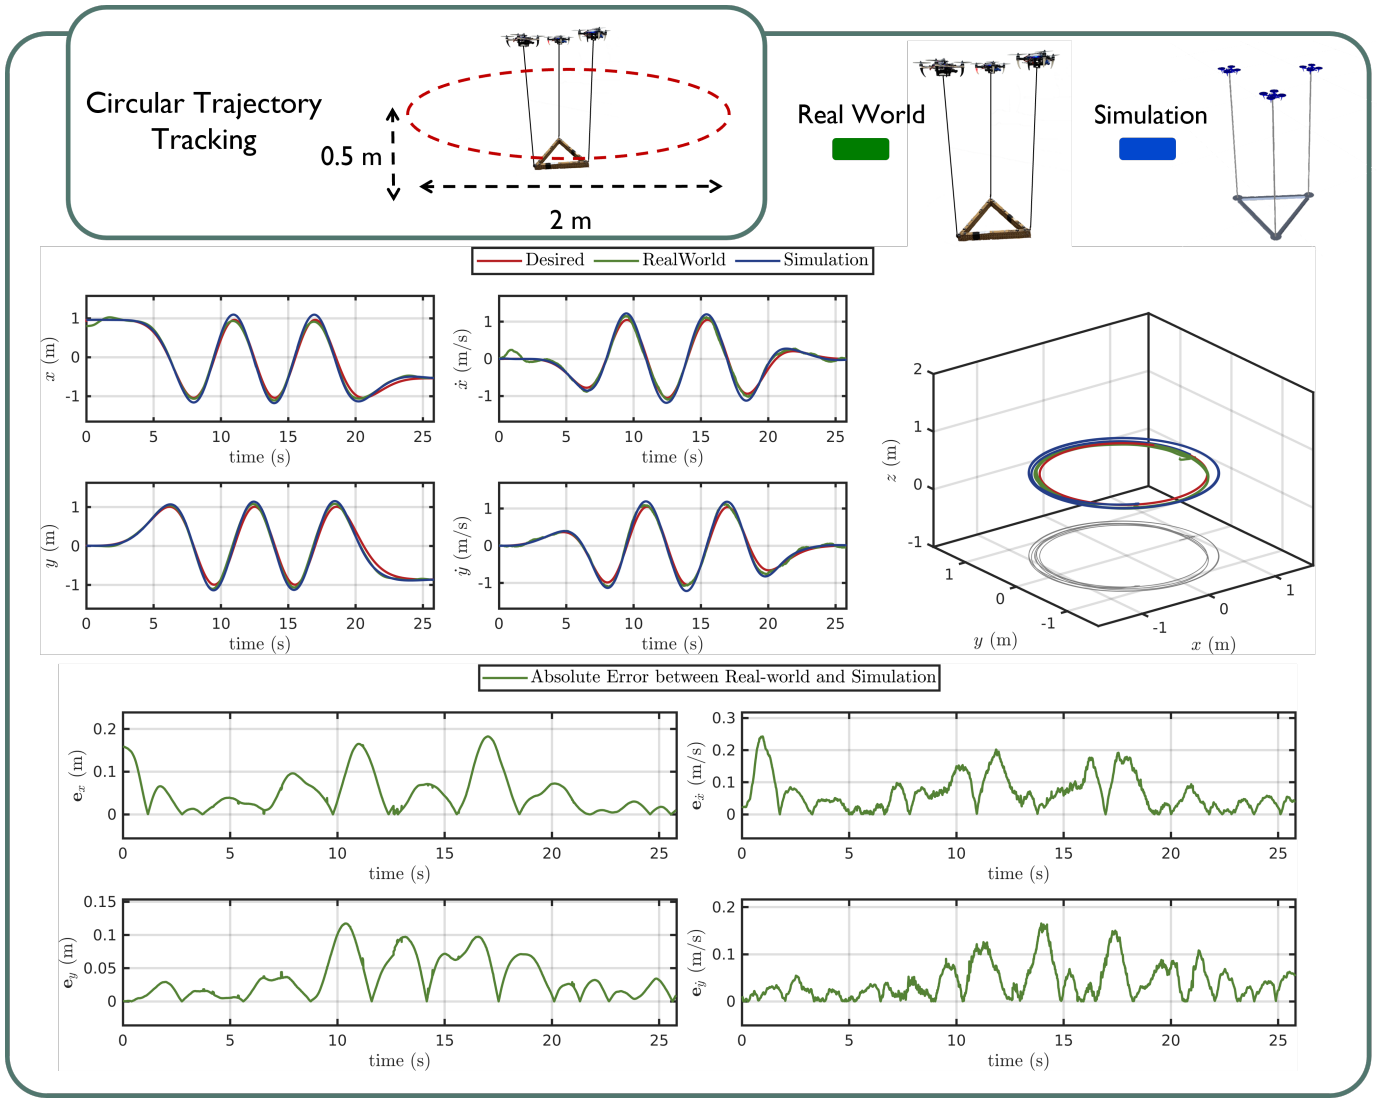 Circular Trajectory
Tracking
0.5 m
2 m
Real World
Simulation
Desired RealWorld Simulation
x (m)
1
0
-1
0 5 10 15 20 25
time (s)
ẋ (m/s)
1
0
-1
0 5 10 15 20 25
time (s)
y (m)
1
0
-1
0 5 10 15 20 25
time (s)
ẏ (m/s)
1
0
-1
0 5 10 15 20 25
time (s)
z (m)
2
1
0
-1
1
0
-1
y (m)
-1
0
1
x (m)
Absolute Error between Real-world and Simulation
e_x (m)
0.2
0.1
0
0 5 10 15 20 25
time (s)
e_ẋ (m/s)
0.3
0.2
0.1
0
0 5 10 15 20 25
time (s)
e_y (m)
0.15
0.1
0.05
0
0 5 10 15 20 25
time (s)
e_ẏ (m/s)
0.2
0.1
0
0 5 10 15 20 25
time (s)